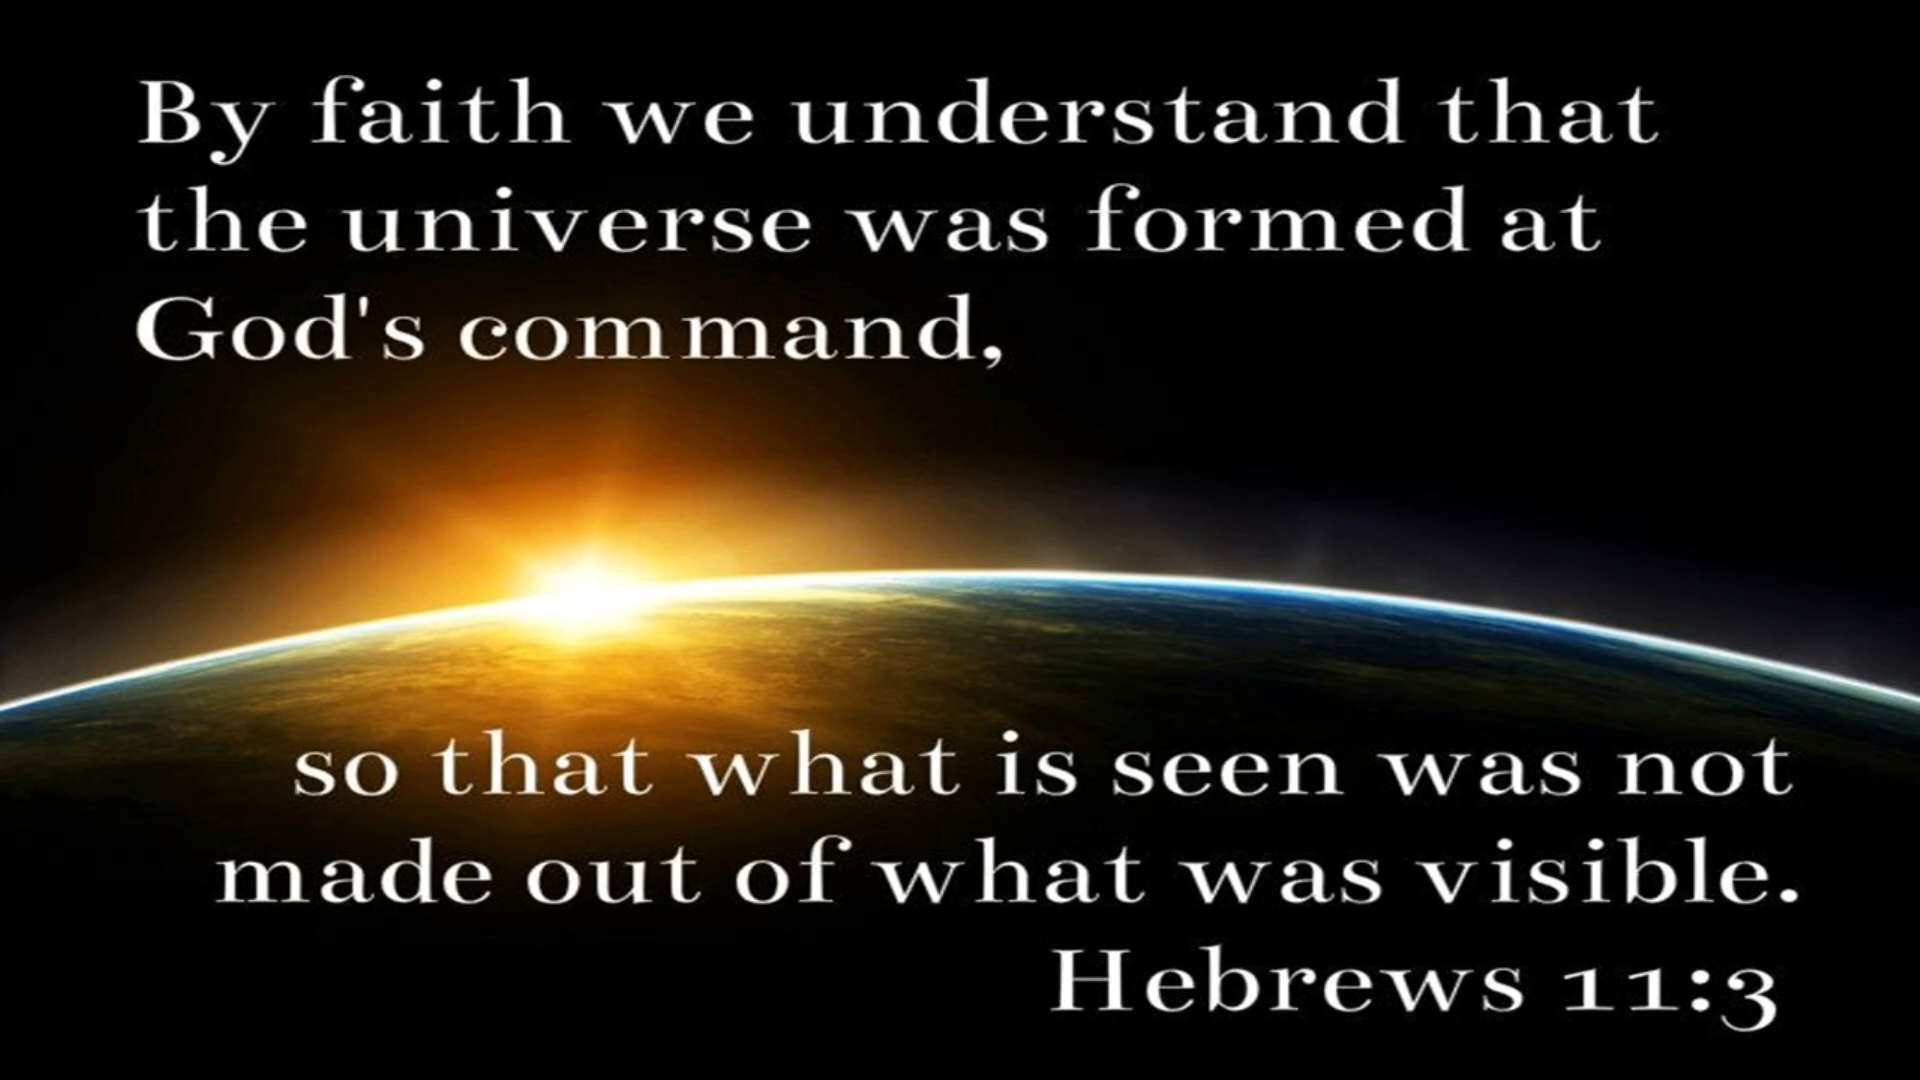 By faith we understand that
the universe was formed at
God's command,
so that what is seen was not
made out of what was visible.
Hebrews 11:3